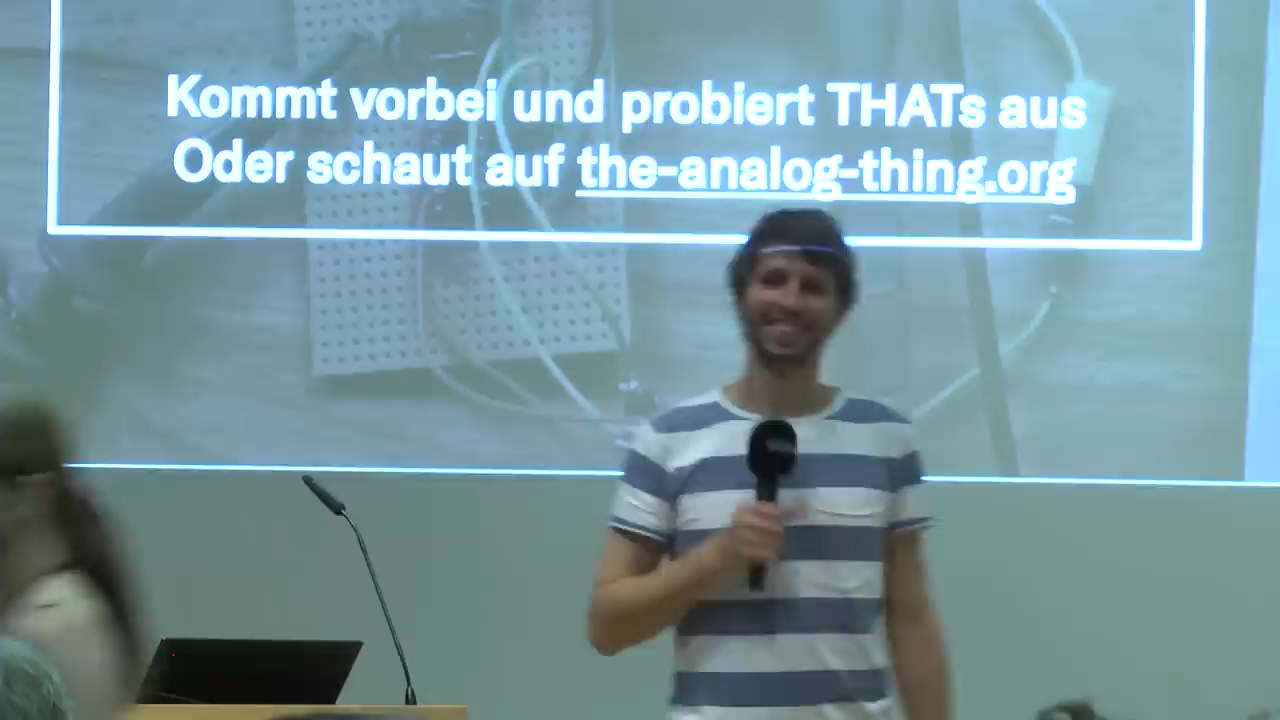 Kommt vorbei und probiert THATs aus
Oder schaut auf the-analog-thing.org